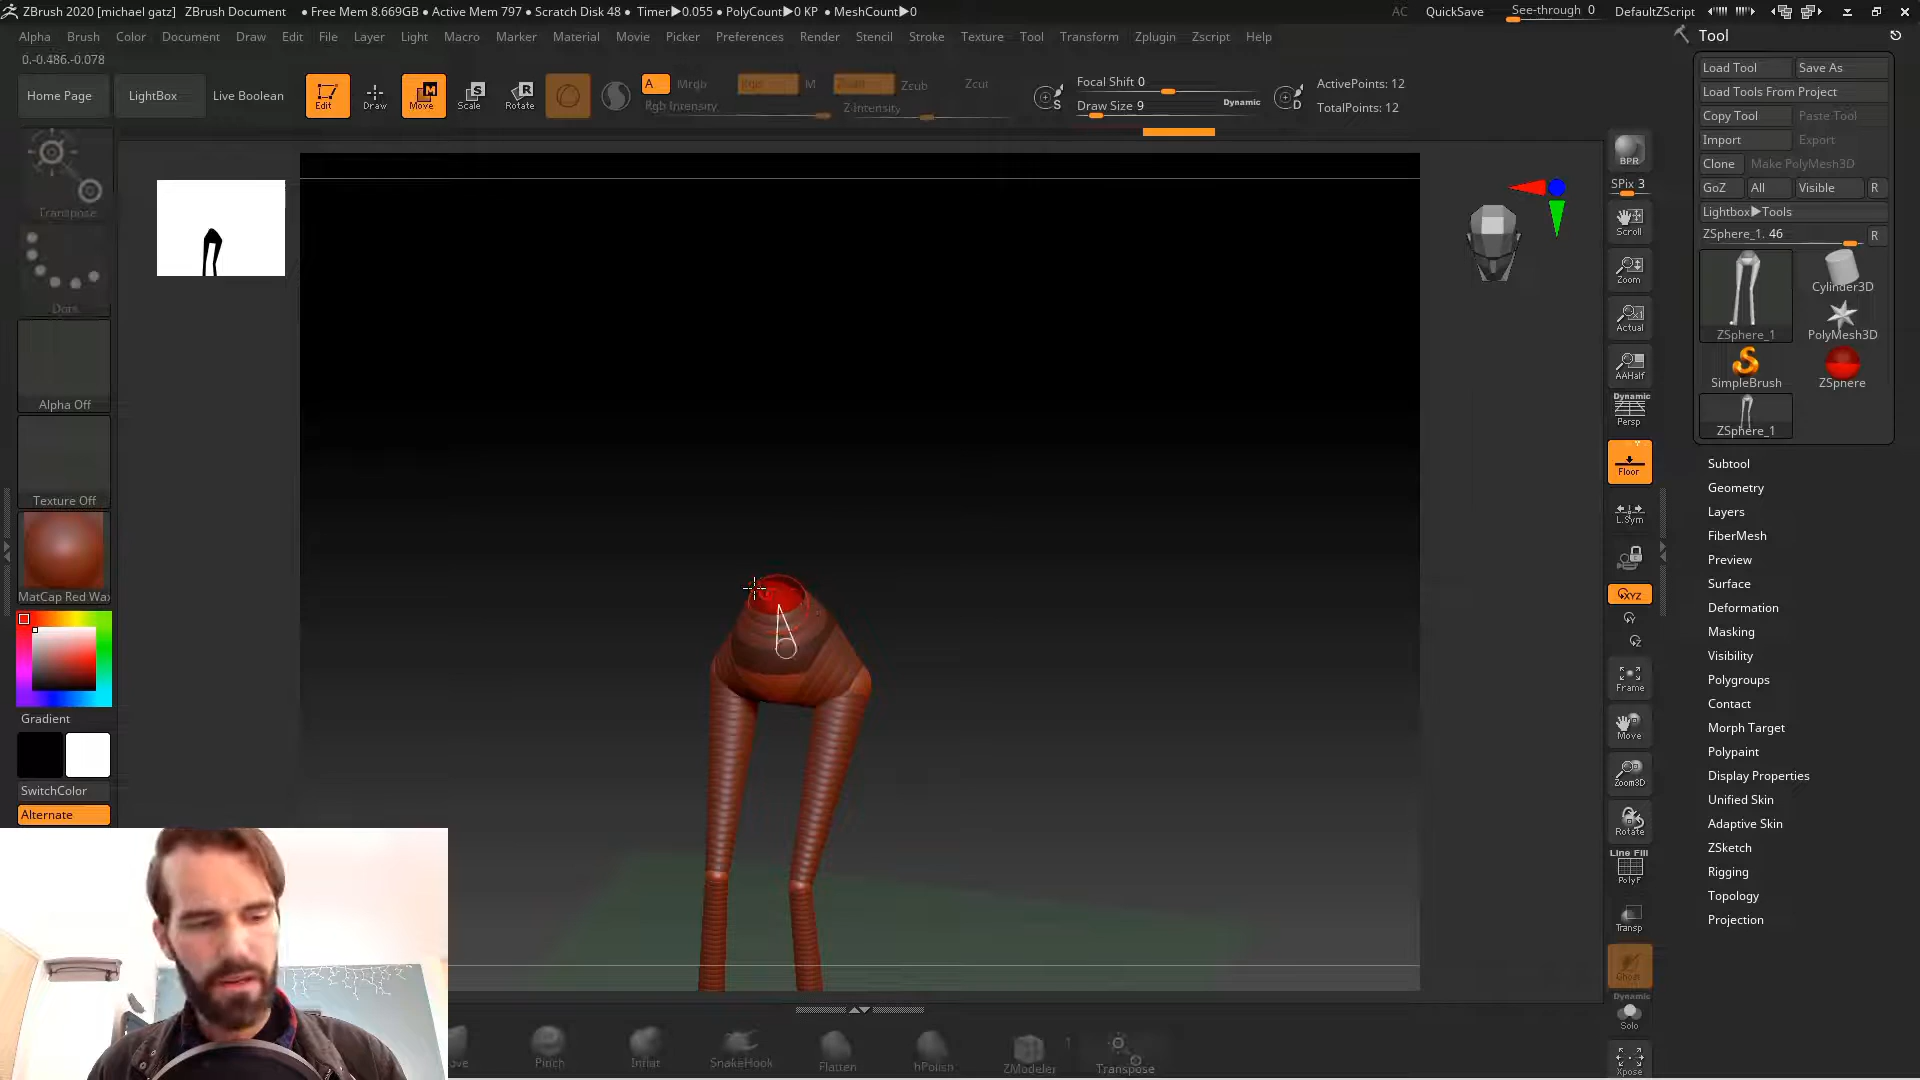 ZBrush 2020 [michael gatz] ZBrush Document • Free Mem 8.669GB • Active Mem 797 • Scratch Disk 48 • Timer▶0.055 • PolyCount▶0 KP • MeshCount▶0 AC QuickSave See-through 0 DefaultZScript
Alpha Brush Color Document Draw Edit File Layer Light Macro Marker Material Movie Picker Preferences Render Stencil Stroke Texture Tool Transform Zplugin Zscript Help
0.-0.486.-0.078
Home Page LightBox Live Boolean Edit Draw Move Scale Rotate A Mrgb Rgb M Zadd Zcub Zcut
Rgb Intensity Z Intensity
Focal Shift 0
Draw Size 9 Dynamic
ActivePoints: 12
TotalPoints: 12
Transpose
Dots
Alpha Off
Texture Off
MatCap Red Wax
Gradient
SwitchColor
Alternate
Pinch Inflat SnakeHook Flatten hPolish ZModeler 1 Transpose
BPR
SPix 3
Scroll
Zoom
Actual
AAHalf
Dynamic
Persp
Floor
L.Sym
XYZ
Frame
Move
Zoom3D
Rotate
Line Fill
PolyF
Transp
Ghost
Dynamic
Solo
Xpose
Tool
Load Tool Save As
Load Tools From Project
Copy Tool Paste Tool
Import Export
Clone Make PolyMesh3D
GoZ All Visible R
Lightbox▶Tools
ZSphere_1. 46 R
Cylinder3D
ZSphere_1 PolyMesh3D
SimpleBrush ZSphere
ZSphere_1
Subtool
Geometry
Layers
FiberMesh
Preview
Surface
Deformation
Masking
Visibility
Polygroups
Contact
Morph Target
Polypaint
Display Properties
Unified Skin
Adaptive Skin
ZSketch
Rigging
Topology
Projection